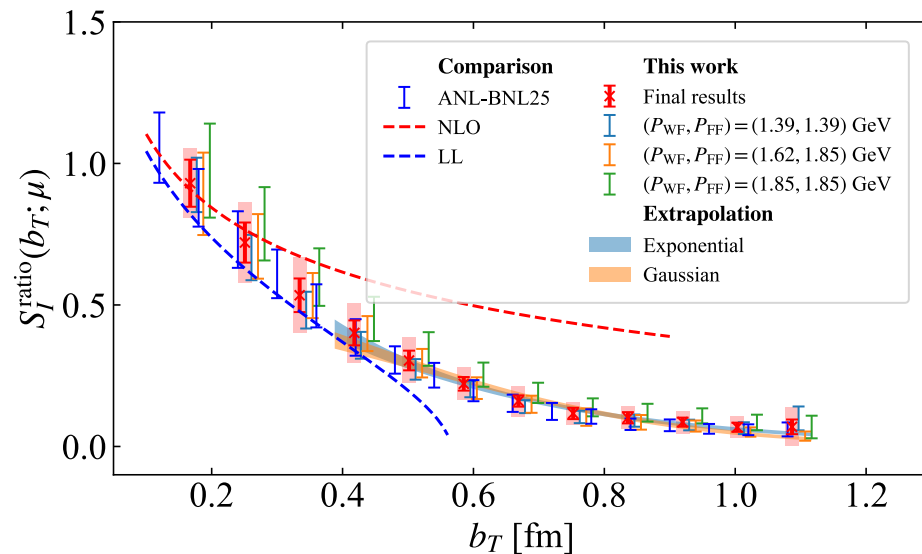 1.5
1.0
0.5
0.0
S_I^ratio(b_T; μ)
Comparison
ANL-BNL25
NLO
LL
This work
Final results
(P_WF, P_FF) = (1.39, 1.39) GeV
(P_WF, P_FF) = (1.62, 1.85) GeV
(P_WF, P_FF) = (1.85, 1.85) GeV
Extrapolation
Exponential
Gaussian
0.2 0.4 0.6 0.8 1.0 1.2
b_T [fm]